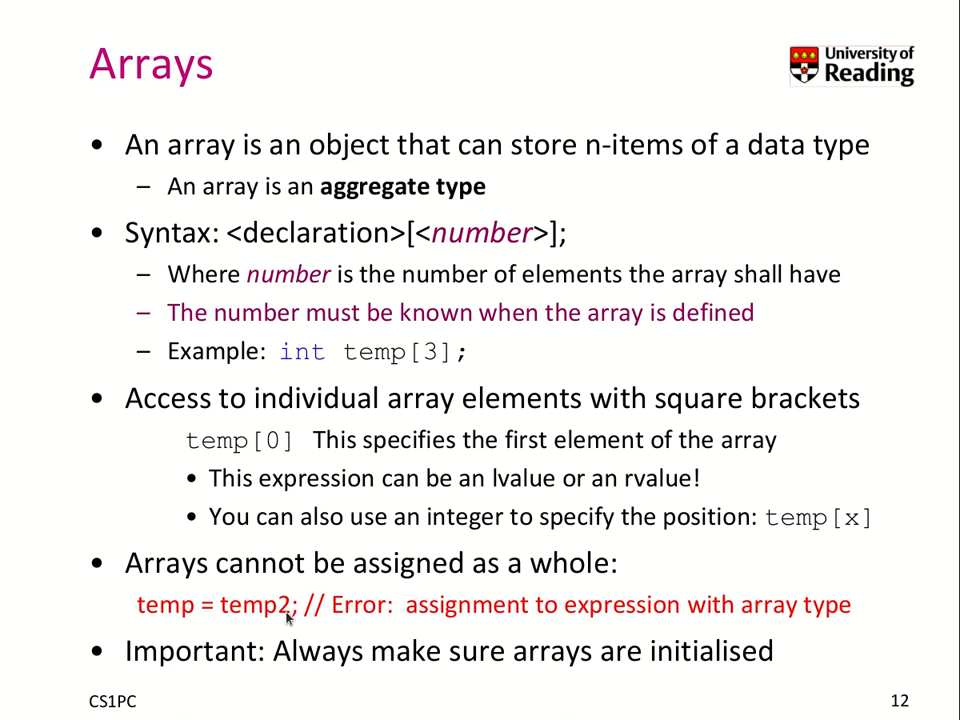 Arrays
University of
Reading
• An array is an object that can store n-items of a data type
– An array is an aggregate type
• Syntax: <declaration>[<number>];
– Where number is the number of elements the array shall have
– The number must be known when the array is defined
– Example: int temp[3];
• Access to individual array elements with square brackets
temp[0] This specifies the first element of the array
• This expression can be an lvalue or an rvalue!
• You can also use an integer to specify the position: temp[x]
• Arrays cannot be assigned as a whole:
temp = temp2; // Error: assignment to expression with array type
• Important: Always make sure arrays are initialised
CS1PC
12